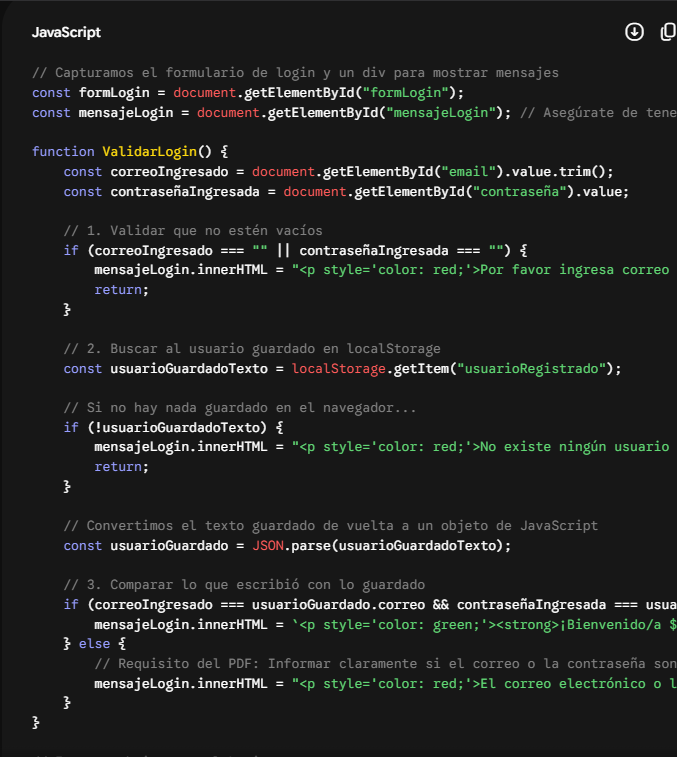 JavaScript
// Capturamos el formulario de login y un div para mostrar mensajes
const formLogin = document.getElementById("formLogin");
const mensajeLogin = document.getElementById("mensajeLogin"); // Asegúrate de tene
function ValidarLogin() {
const correoIngresado = document.getElementById("email").value.trim();
const contraseñaIngresada = document.getElementById("contraseña").value;
// 1. Validar que no estén vacíos
if (correoIngresado === "" || contraseñaIngresada === "") {
mensajeLogin.innerHTML = "<p style='color: red;'>Por favor ingresa correo
return;
}
// 2. Buscar al usuario guardado en localStorage
const usuarioGuardadoTexto = localStorage.getItem("usuarioRegistrado");
// Si no hay nada guardado en el navegador...
if (!usuarioGuardadoTexto) {
mensajeLogin.innerHTML = "<p style='color: red;'>No existe ningún usuario
return;
}
// Convertimos el texto guardado de vuelta a un objeto de JavaScript
const usuarioGuardado = JSON.parse(usuarioGuardadoTexto);
// 3. Comparar lo que escribió con lo guardado
if (correoIngresado === usuarioGuardado.correo && contraseñaIngresada === usua
mensajeLogin.innerHTML = `<p style='color: green;'><strong>¡Bienvenido/a $
} else {
// Requisito del PDF: Informar claramente si el correo o la contraseña son
mensajeLogin.innerHTML = "<p style='color: red;'>El correo electrónico o l
}
}